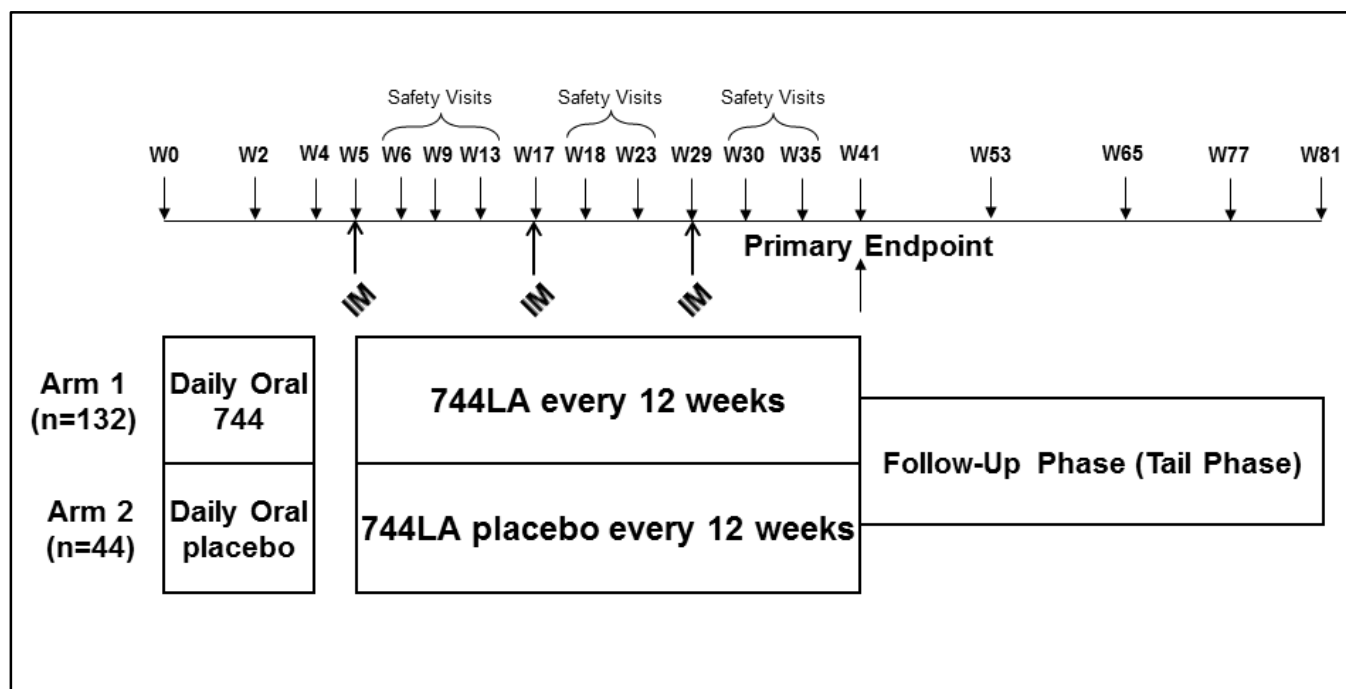 Safety Visits Safety Visits Safety Visits
W0 W2 W4 W5 W6 W9 W13 W17 W18 W23 W29 W30 W35 W41 W53 W65 W77 W81
Primary Endpoint
IM IM IM
Arm 1
(n=132)
Daily Oral
744
744LA every 12 weeks
Follow-Up Phase (Tail Phase)
Arm 2
(n=44)
Daily Oral
placebo
744LA placebo every 12 weeks